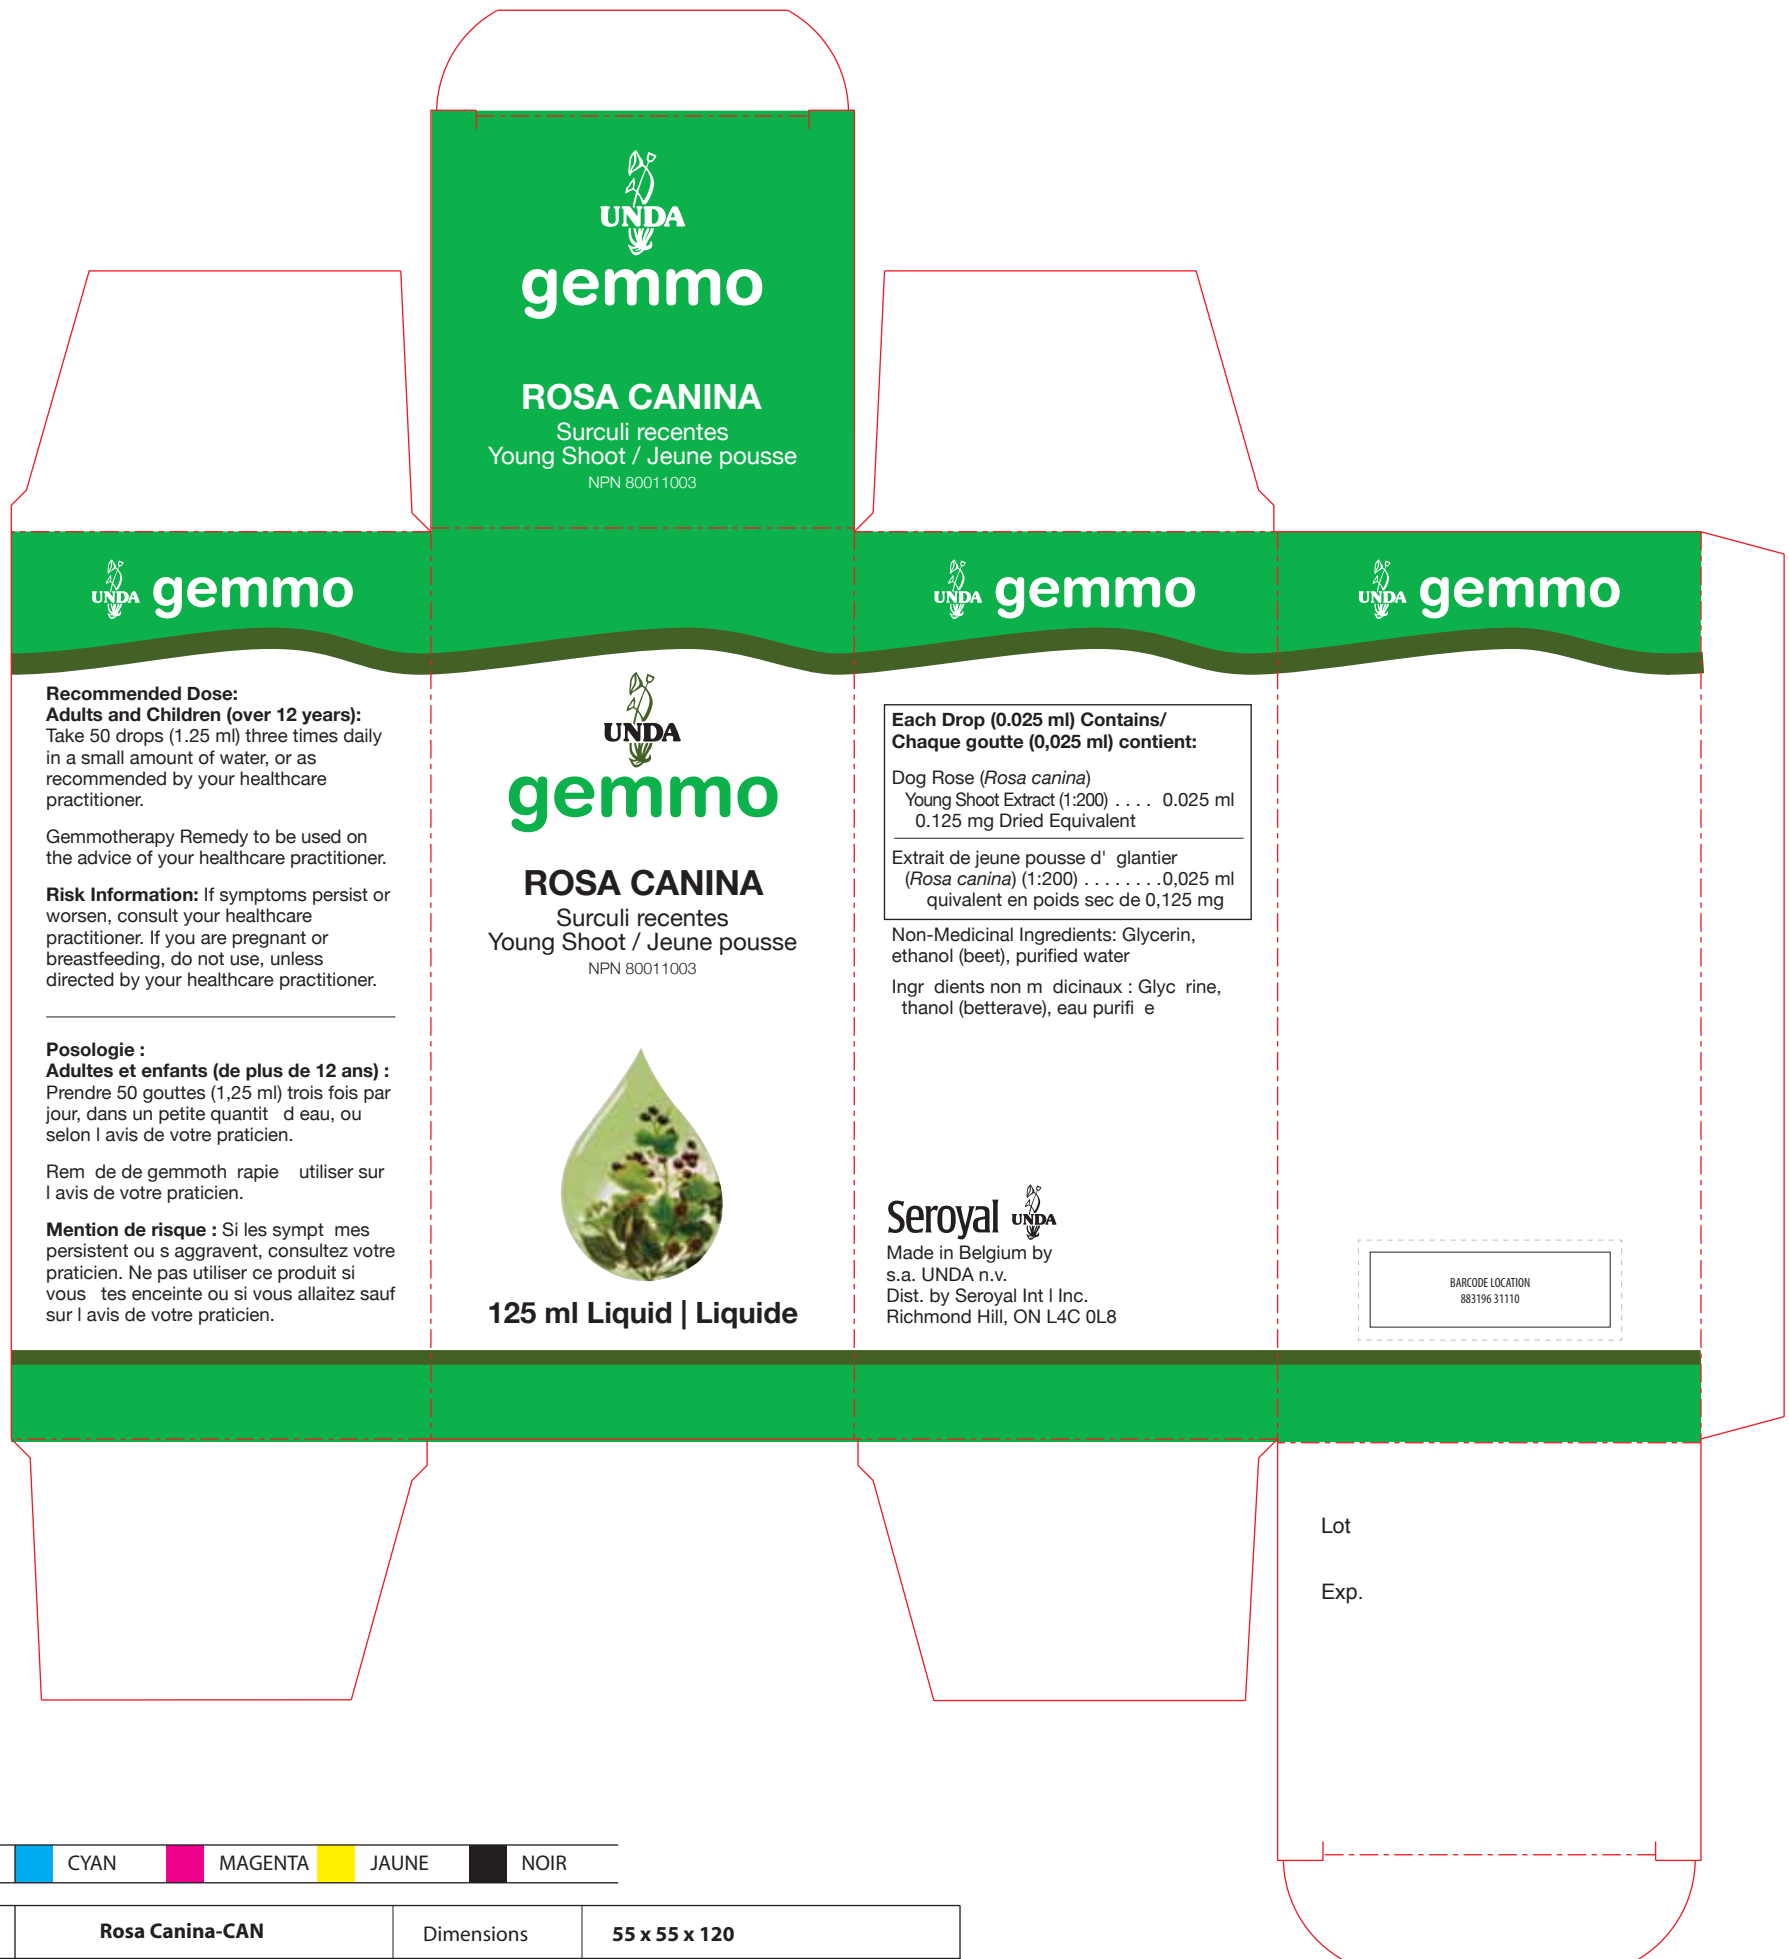 UNDA
gemmo
ROSA CANINA
Surculi recentes
Young Shoot / Jeune pousse
NPN 80011003
UNDA gemmo
UNDA gemmo
UNDA gemmo
Recommended Dose:
Adults and Children (over 12 years):
Take 50 drops (1.25 ml) three times daily
in a small amount of water, or as
recommended by your healthcare
practitioner.
Gemmotherapy Remedy to be used on
the advice of your healthcare practitioner.
Risk Information: If symptoms persist or
worsen, consult your healthcare
practitioner. If you are pregnant or
breastfeeding, do not use, unless
directed by your healthcare practitioner.
Posologie :
Adultes et enfants (de plus de 12 ans) :
Prendre 50 gouttes (1,25 ml) trois fois par
jour, dans un petite quantit d eau, ou
selon l avis de votre praticien.
Rem de de gemmoth rapie utiliser sur
l avis de votre praticien.
Mention de risque : Si les sympt mes
persistent ou s aggravent, consultez votre
praticien. Ne pas utiliser ce produit si
vous tes enceinte ou si vous allaitez sauf
sur l avis de votre praticien.
UNDA
gemmo
ROSA CANINA
Surculi recentes
Young Shoot / Jeune pousse
NPN 80011003
125 ml Liquid | Liquide
Each Drop (0.025 ml) Contains/
Chaque goutte (0,025 ml) contient:
Dog Rose (Rosa canina)
Young Shoot Extract (1:200) . . . . 0.025 ml
0.125 mg Dried Equivalent
Extrait de jeune pousse d' glantier
(Rosa canina) (1:200) . . . . . . . . 0,025 ml
quivalent en poids sec de 0,125 mg
Non-Medicinal Ingredients: Glycerin,
ethanol (beet), purified water
Ingr dients non m dicinaux : Glyc rine,
thanol (betterave), eau purifi e
Seroyal UNDA
Made in Belgium by
s.a. UNDA n.v.
Dist. by Seroyal Int l Inc.
Richmond Hill, ON L4C 0L8
BARCODE LOCATION
883196 31110
Lot
Exp.
CYAN MAGENTA JAUNE NOIR
Rosa Canina-CAN Dimensions 55 x 55 x 120